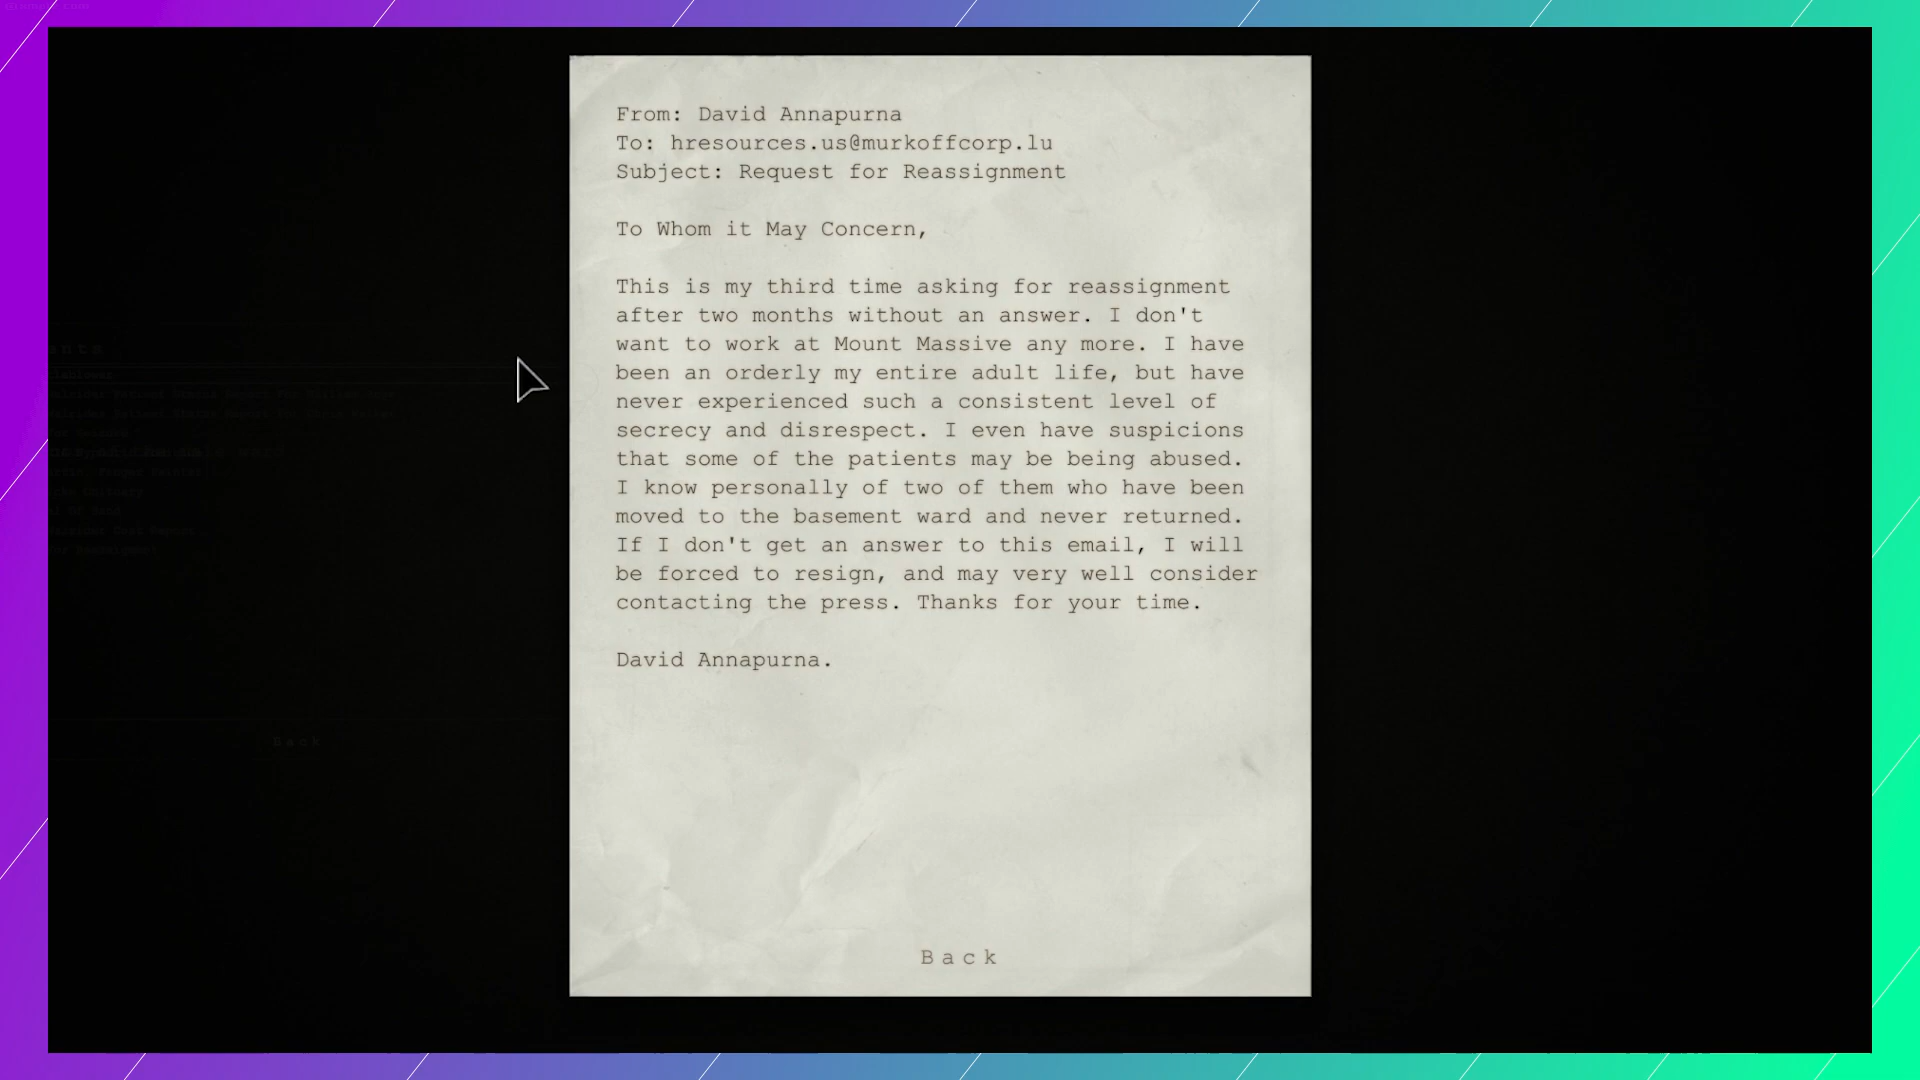 From: David Annapurna
To: hresources.us@murkoffcorp.lu
Subject: Request for Reassignment
To Whom it May Concern,
This is my third time asking for reassignment
after two months without an answer. I don't
want to work at Mount Massive any more. I have
been an orderly my entire adult life, but have
never experienced such a consistent level of
secrecy and disrespect. I even have suspicions
that some of the patients may be being abused.
I know personally of two of them who have been
moved to the basement ward and never returned.
If I don't get an answer to this email, I will
be forced to resign, and may very well consider
contacting the press. Thanks for your time.
David Annapurna.
Back
Back